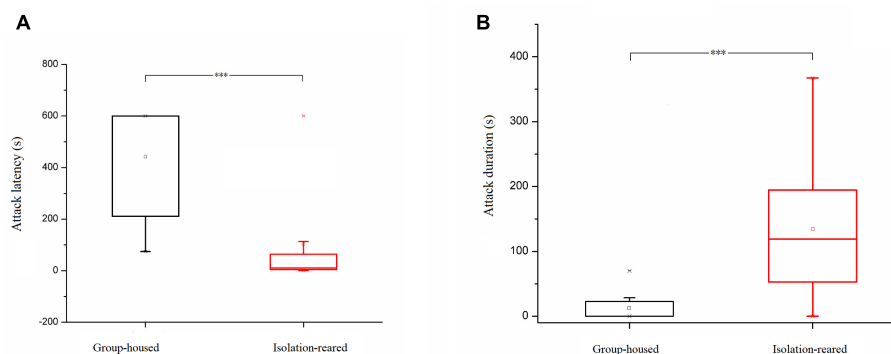 A
B
Attack latency (s)
800
600
400
200
0
-200
***
Group-housed
Isolation-reared
Attack duration (s)
400
300
200
100
0
***
Group-housed
Isolation-reared